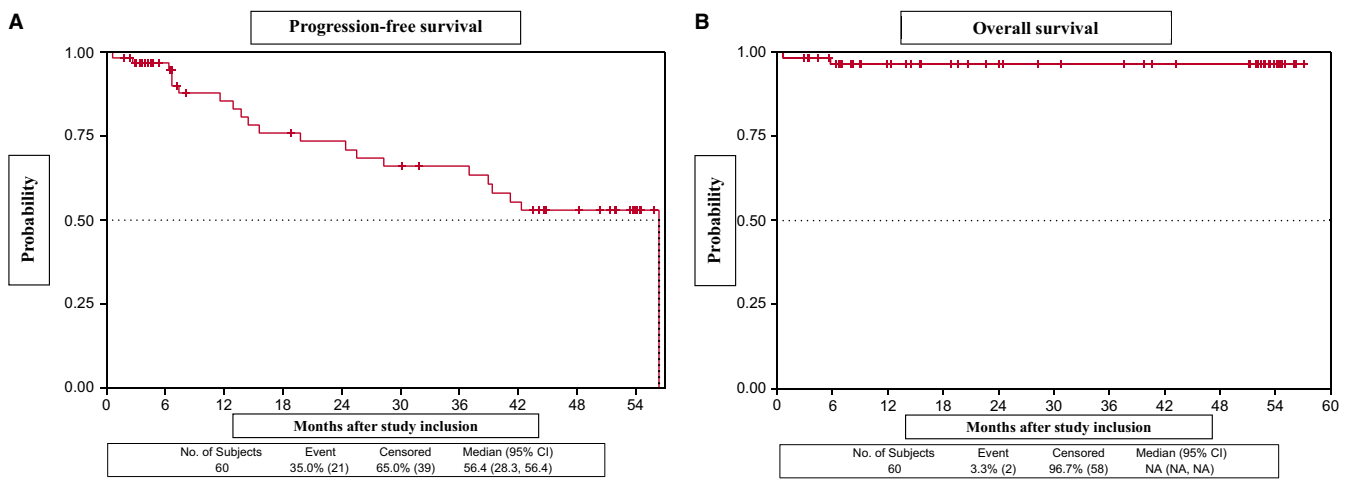 A
Progression-free survival
1.00
0.75
0.50
0.25
0.00
Probability
0 6 12 18 24 30 36 42 48 54
Months after study inclusion
No. of Subjects Event Censored Median (95% CI)
60 35.0% (21) 65.0% (39) 56.4 (28.3, 56.4)
B
Overall survival
1.00
0.75
0.50
0.25
0.00
Probability
0 6 12 18 24 30 36 42 48 54 60
Months after study inclusion
No. of Subjects Event Censored Median (95% CI)
60 3.3% (2) 96.7% (58) NA (NA, NA)